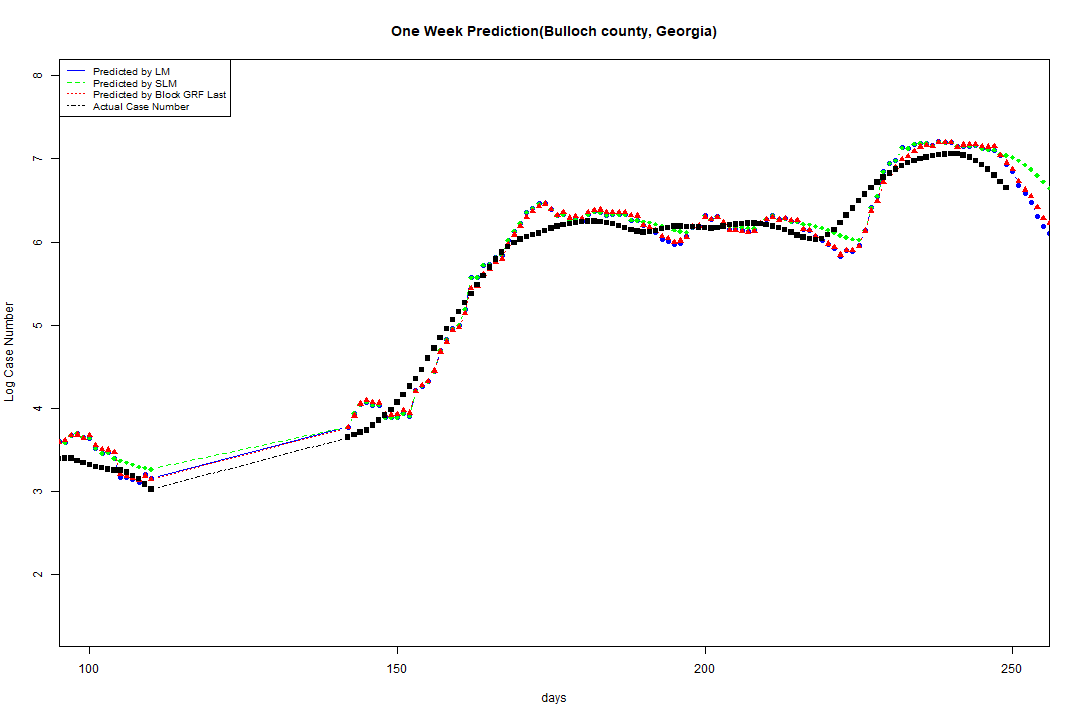 One Week Prediction(Bulloch county, Georgia)
Predicted by LM
Predicted by SLM
Predicted by Block GRF Last
Actual Case Number
8
7
6
5
4
3
2
Log Case Number
100 150 200 250
days